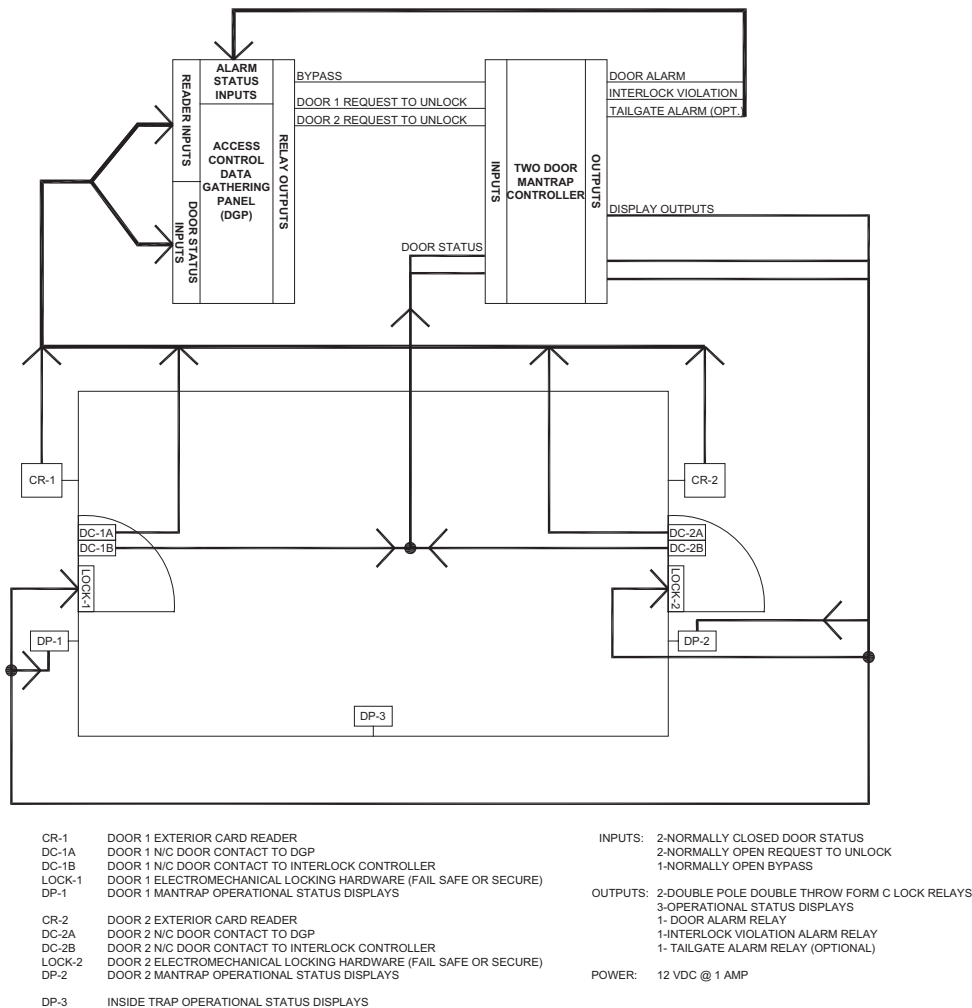 ALARM
STATUS
INPUTS
READER INPUTS
DOOR STATUS
INPUTS
ACCESS
CONTROL
DATA
GATHERING
PANEL
(DGP)
RELAY OUTPUTS
BYPASS
DOOR 1 REQUEST TO UNLOCK
DOOR 2 REQUEST TO UNLOCK
INPUTS
TWO DOOR
MANTRAP
CONTROLLER
OUTPUTS
DOOR ALARM
INTERLOCK VIOLATION
TAILGATE ALARM (OPT.)
DISPLAY OUTPUTS
DOOR STATUS
CR-1
CR-2
DC-1A
DC-1B
DC-2A
DC-2B
LOCK-1
LOCK-2
DP-1
DP-2
DP-3
CR-1 DOOR 1 EXTERIOR CARD READER
DC-1A DOOR 1 N/C DOOR CONTACT TO DGP
DC-1B DOOR 1 N/C DOOR CONTACT TO INTERLOCK CONTROLLER
LOCK-1 DOOR 1 ELECTROMECHANICAL LOCKING HARDWARE (FAIL SAFE OR SECURE)
DP-1 DOOR 1 MANTRAP OPERATIONAL STATUS DISPLAYS
CR-2 DOOR 2 EXTERIOR CARD READER
DC-2A DOOR 2 N/C DOOR CONTACT TO DGP
DC-2B DOOR 2 N/C DOOR CONTACT TO INTERLOCK CONTROLLER
LOCK-2 DOOR 2 ELECTROMECHANICAL LOCKING HARDWARE (FAIL SAFE OR SECURE)
DP-2 DOOR 2 MANTRAP OPERATIONAL STATUS DISPLAYS
DP-3 INSIDE TRAP OPERATIONAL STATUS DISPLAYS
INPUTS: 2-NORMALLY CLOSED DOOR STATUS
2-NORMALLY OPEN REQUEST TO UNLOCK
1-NORMALLY OPEN BYPASS
OUTPUTS: 2-DOUBLE POLE DOUBLE THROW FORM C LOCK RELAYS
3-OPERATIONAL STATUS DISPLAYS
1- DOOR ALARM RELAY
1-INTERLOCK VIOLATION ALARM RELAY
1- TAILGATE ALARM RELAY (OPTIONAL)
POWER: 12 VDC @ 1 AMP